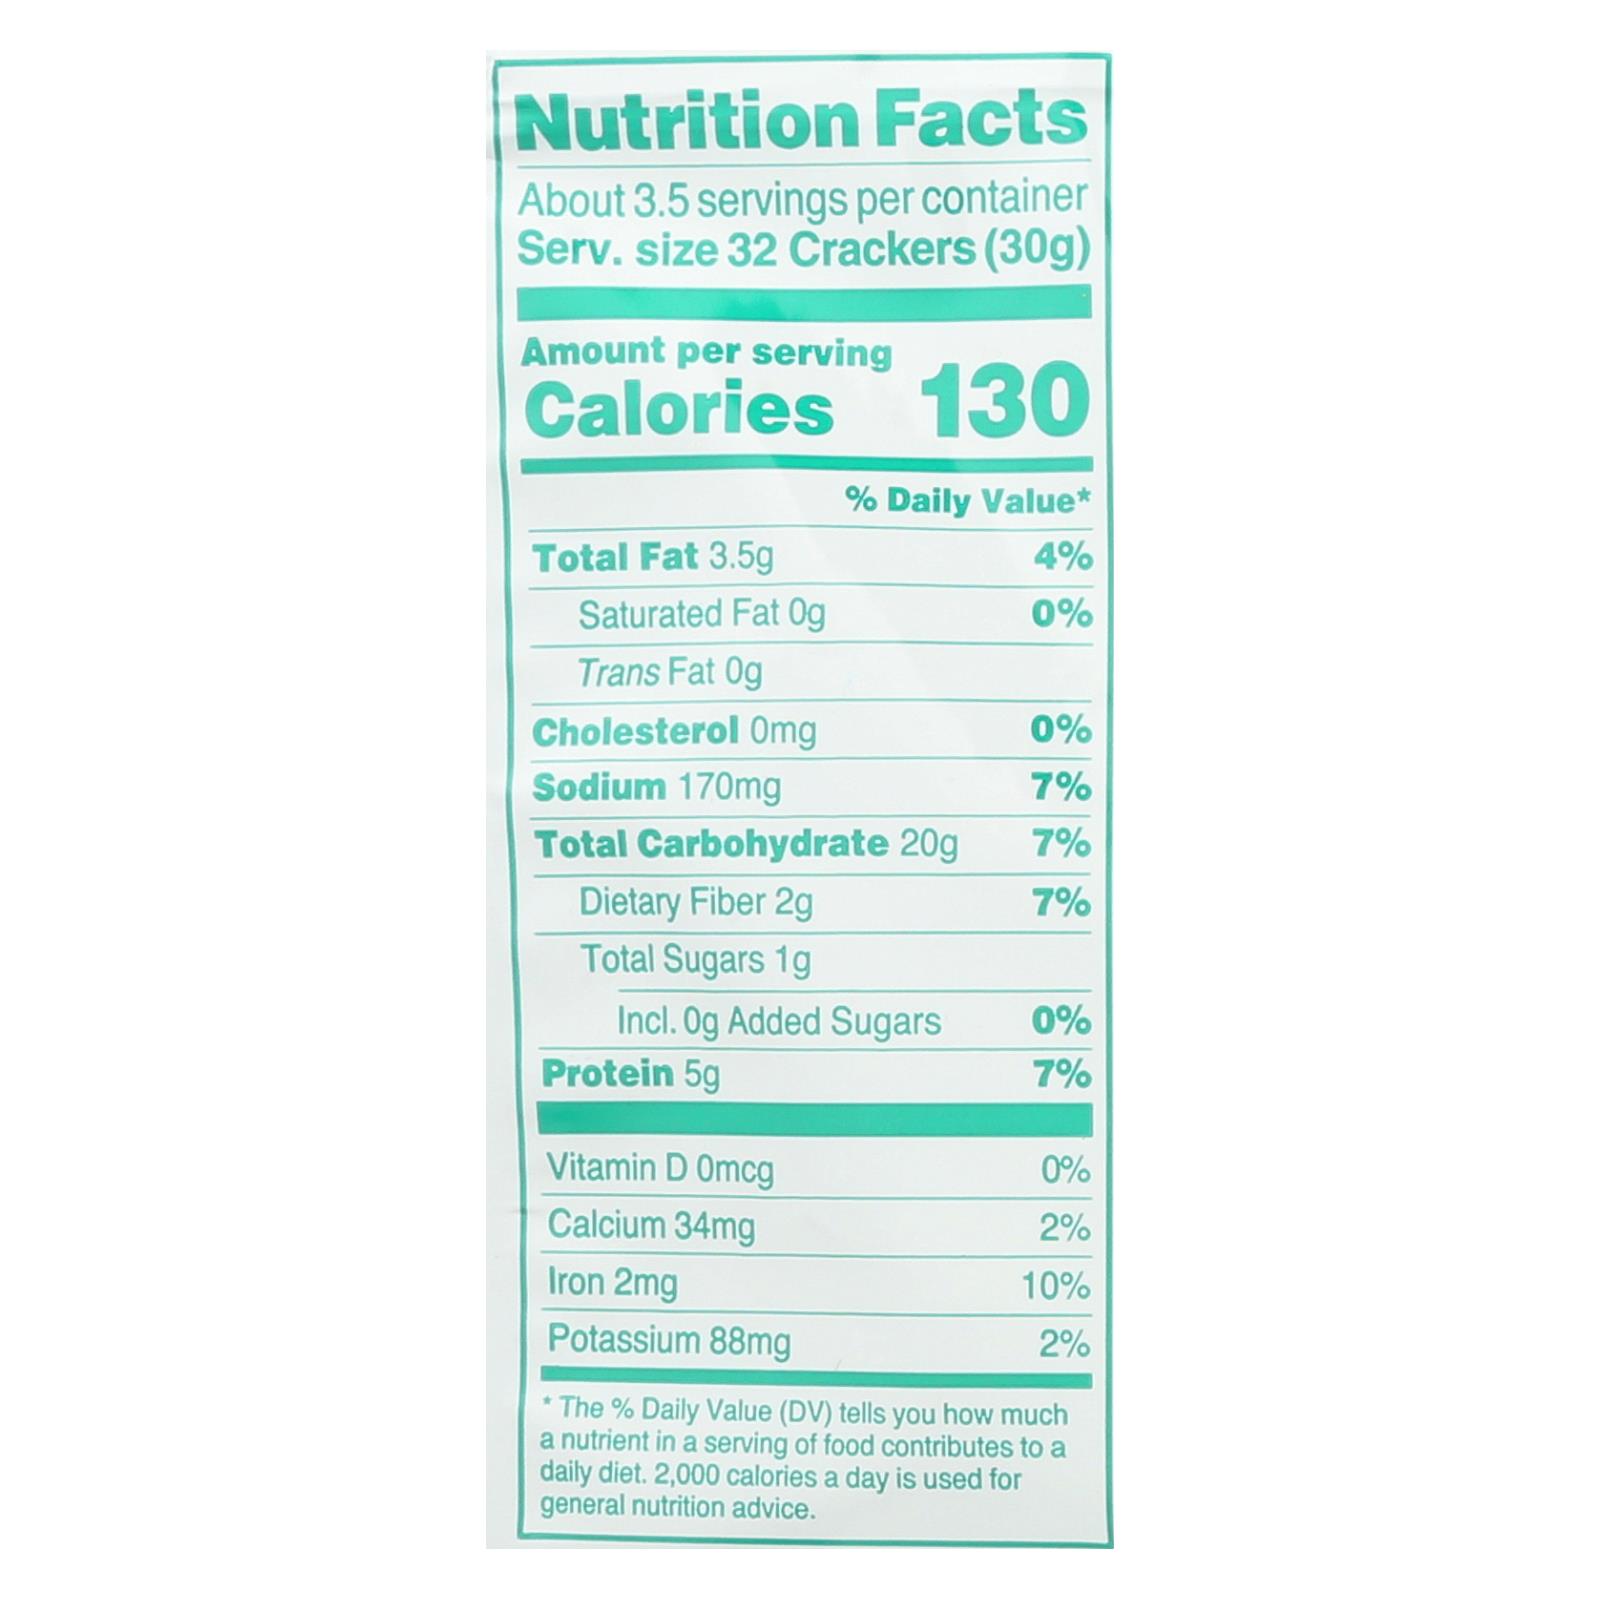 Nutrition Facts
About 3.5 servings per container
Serv. size 32 Crackers (30g)
Amount per serving
Calories 130
% Daily Value*
Total Fat 3.5g 4%
Saturated Fat 0g 0%
Trans Fat 0g
Cholesterol 0mg 0%
Sodium 170mg 7%
Total Carbohydrate 20g 7%
Dietary Fiber 2g 7%
Total Sugars 1g
Incl. 0g Added Sugars 0%
Protein 5g 7%
Vitamin D 0mcg 0%
Calcium 34mg 2%
Iron 2mg 10%
Potassium 88mg 2%
* The % Daily Value (DV) tells you how much
a nutrient in a serving of food contributes to a
daily diet. 2,000 calories a day is used for
general nutrition advice.